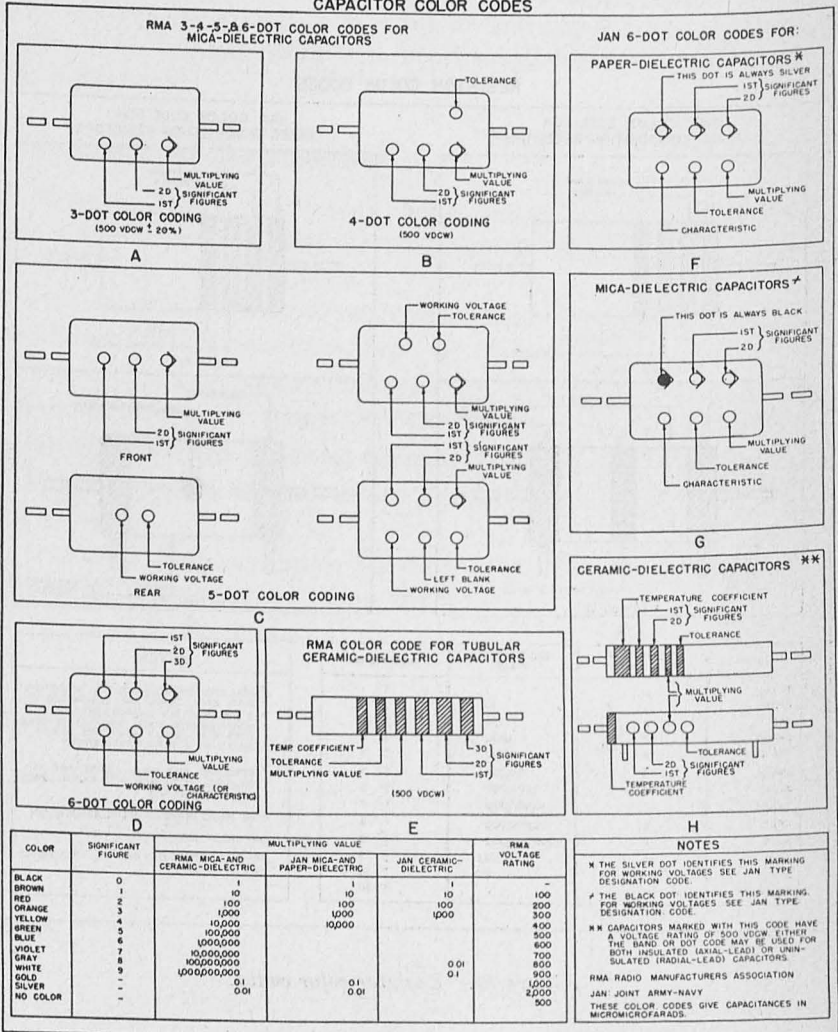 CAPACITOR COLOR CODES
RMA 3-4-5-& 6-DOT COLOR CODES FOR
MICA-DIELECTRIC CAPACITORS
MULTIPLYING
VALUE
2D
1ST
SIGNIFICANT
FIGURES
3-DOT COLOR CODING
(500 VDCW ± 20%)
A
TOLERANCE
MULTIPLYING
VALUE
2D
1ST
SIGNIFICANT
FIGURES
4-DOT COLOR CODING
(500 VDCW)
B
JAN 6-DOT COLOR CODES FOR:
PAPER-DIELECTRIC CAPACITORS *
THIS DOT IS ALWAYS SILVER
1ST
2D
SIGNIFICANT
FIGURES
MULTIPLYING
VALUE
TOLERANCE
CHARACTERISTIC
F
MULTIPLYING
VALUE
2D
1ST
SIGNIFICANT
FIGURES
FRONT
TOLERANCE
WORKING VOLTAGE
REAR
WORKING VOLTAGE
TOLERANCE
MULTIPLYING
VALUE
2D
1ST
SIGNIFICANT
FIGURES
1ST
2D
SIGNIFICANT
FIGURES
MULTIPLYING
VALUE
TOLERANCE
LEFT BLANK
WORKING VOLTAGE
5-DOT COLOR CODING
C
MICA-DIELECTRIC CAPACITORS ≁
THIS DOT IS ALWAYS BLACK
1ST
2D
SIGNIFICANT
FIGURES
MULTIPLYING
VALUE
TOLERANCE
CHARACTERISTIC
G
1ST
2D
3D
SIGNIFICANT
FIGURES
MULTIPLYING
VALUE
TOLERANCE
WORKING VOLTAGE (OR
CHARACTERISTIC)
6-DOT COLOR CODING
D
RMA COLOR CODE FOR TUBULAR
CERAMIC-DIELECTRIC CAPACITORS
TEMP. COEFFICIENT
TOLERANCE
MULTIPLYING VALUE
3D
2D
1ST
SIGNIFICANT
FIGURES
(500 VDCW)
E
CERAMIC-DIELECTRIC CAPACITORS **
TEMPERATURE COEFFICIENT
1ST
2D
SIGNIFICANT
FIGURES
TOLERANCE
MULTIPLYING
VALUE
TOLERANCE
2D
1ST
SIGNIFICANT
FIGURES
TEMPERATURE
COEFFICIENT
H
COLOR SIGNIFICANT FIGURE MULTIPLYING VALUE RMA VOLTAGE RATING
RMA MICA-AND CERAMIC-DIELECTRIC JAN MICA-AND PAPER-DIELECTRIC JAN CERAMIC-DIELECTRIC
BLACK 0 1 1 1 -
BROWN 1 10 10 10 100
RED 2 100 100 100 200
ORANGE 3 1,000 1,000 1,000 300
YELLOW 4 10,000 10,000 400
GREEN 5 100,000 500
BLUE 6 1,000,000 600
VIOLET 7 10,000,000 700
GRAY 8 100,000,000 0.01 800
WHITE 9 1,000,000,000 0.1 900
GOLD - 0.1 0.1 1,000
SILVER - 0.01 0.01 2,000
NO COLOR - 500
NOTES
* THE SILVER DOT IDENTIFIES THIS MARKING
FOR WORKING VOLTAGES SEE JAN TYPE
DESIGNATION CODE.
≁ THE BLACK DOT IDENTIFIES THIS MARKING.
FOR WORKING VOLTAGES SEE JAN TYPE
DESIGNATION CODE.
** CAPACITORS MARKED WITH THIS CODE HAVE
A VOLTAGE RATING OF 500 VDCW. EITHER
THE BAND OR DOT CODE MAY BE USED FOR
BOTH INSULATED (AXIAL-LEAD) OR UNIN-
SULATED (RADIAL-LEAD) CAPACITORS.
RMA RADIO MANUFACTURERS ASSOCIATION
JAN: JOINT ARMY-NAVY
THESE COLOR CODES GIVE CAPACITANCES IN
MICROMICROFARADS.